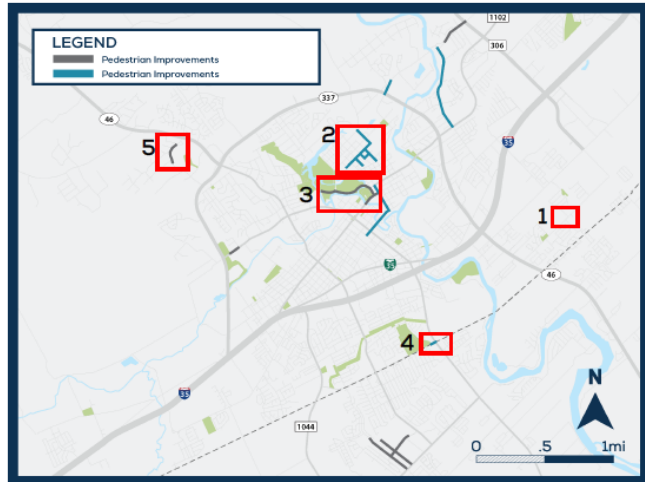 1102
LEGEND
Pedestrian Improvements
Pedestrian Improvements
306
337
46
2
5
35
3
1
35
46
4
N
35
1044
0 .5 1mi